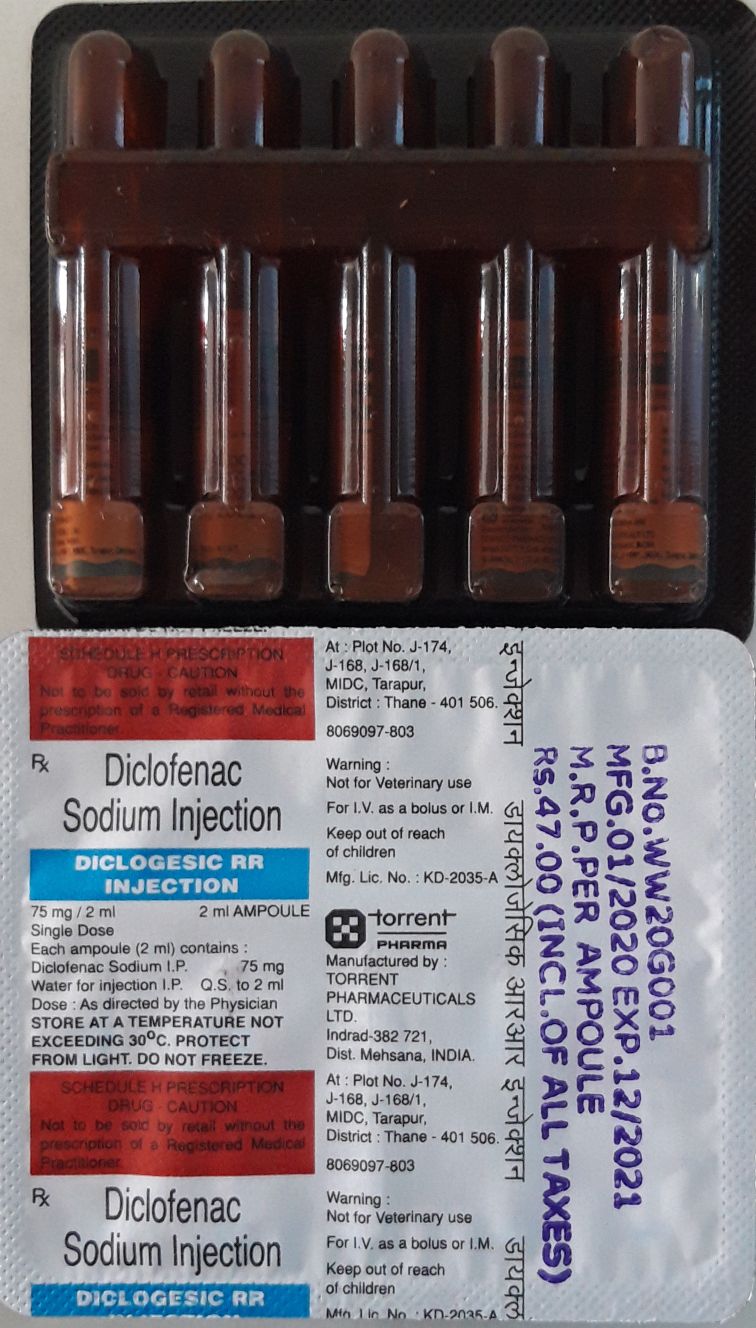 SCHEDULE H PRESCRIPTION
DRUG - CAUTION
Not to be sold by retail without the
prescription of a Registered Medical
Practitioner.
Rx
Diclofenac
Sodium Injection
DICLOGESIC RR
INJECTION
75 mg / 2 ml 2 ml AMPOULE
Single Dose
Each ampoule (2 ml) contains :
Diclofenac Sodium I.P. 75 mg
Water for injection I.P. Q.S. to 2 ml
Dose : As directed by the Physician
STORE AT A TEMPERATURE NOT
EXCEEDING 30°C. PROTECT
FROM LIGHT. DO NOT FREEZE.
SCHEDULE H PRESCRIPTION
DRUG - CAUTION
Not to be sold by retail without the
prescription of a Registered Medical
Practitioner.
Rx
Diclofenac
Sodium Injection
DICLOGESIC RR
At : Plot No. J-174,
J-168, J-168/1,
MIDC, Tarapur,
District : Thane - 401 506.
8069097-803
Warning :
Not for Veterinary use
For I.V. as a bolus or I.M.
Keep out of reach
of children
Mfg. Lic. No. : KD-2035-A
torrent
PHARMA
Manufactured by :
TORRENT
PHARMACEUTICALS
LTD.
Indrad-382 721,
Dist. Mehsana, INDIA.
At : Plot No. J-174,
J-168, J-168/1,
MIDC, Tarapur,
District : Thane - 401 506.
8069097-803
Warning :
Not for Veterinary use
For I.V. as a bolus or I.M.
Keep out of reach
of children
Mfg. Lic. No. : KD-2035-A
इन्जेक्शन
डायक्लोजेसिक आरआर इन्जेक्शन
डायक्ल
B.No.WW20G001
MFG.01/2020 EXP.12/2021
M.R.P.PER AMPOULE
Rs.47.00 (INCL.OF ALL TAXES)